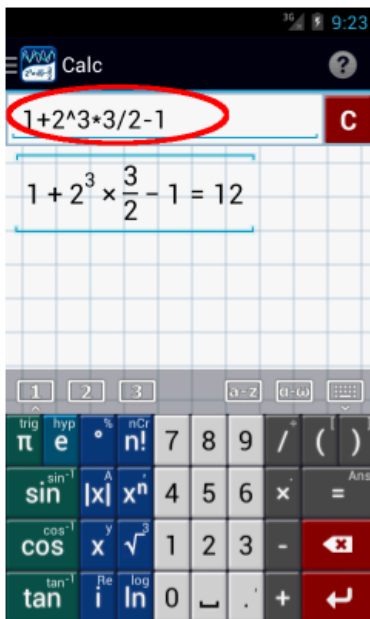 3G 9:23
Calc ?
1+2^3*3/2-1 C
1 + 2³ × 3/2 − 1 = 12
1 2 3 a-z α-ω
trig hyp % nCr ÷ [ ]
π e ° n! 7 8 9 / ( )
sin⁻¹ A Ans
sin |x| xⁿ 4 5 6 × =
cos⁻¹ y 3
cos x √ 1 2 3 -
tan⁻¹ Re log
tan i ln 0 . +